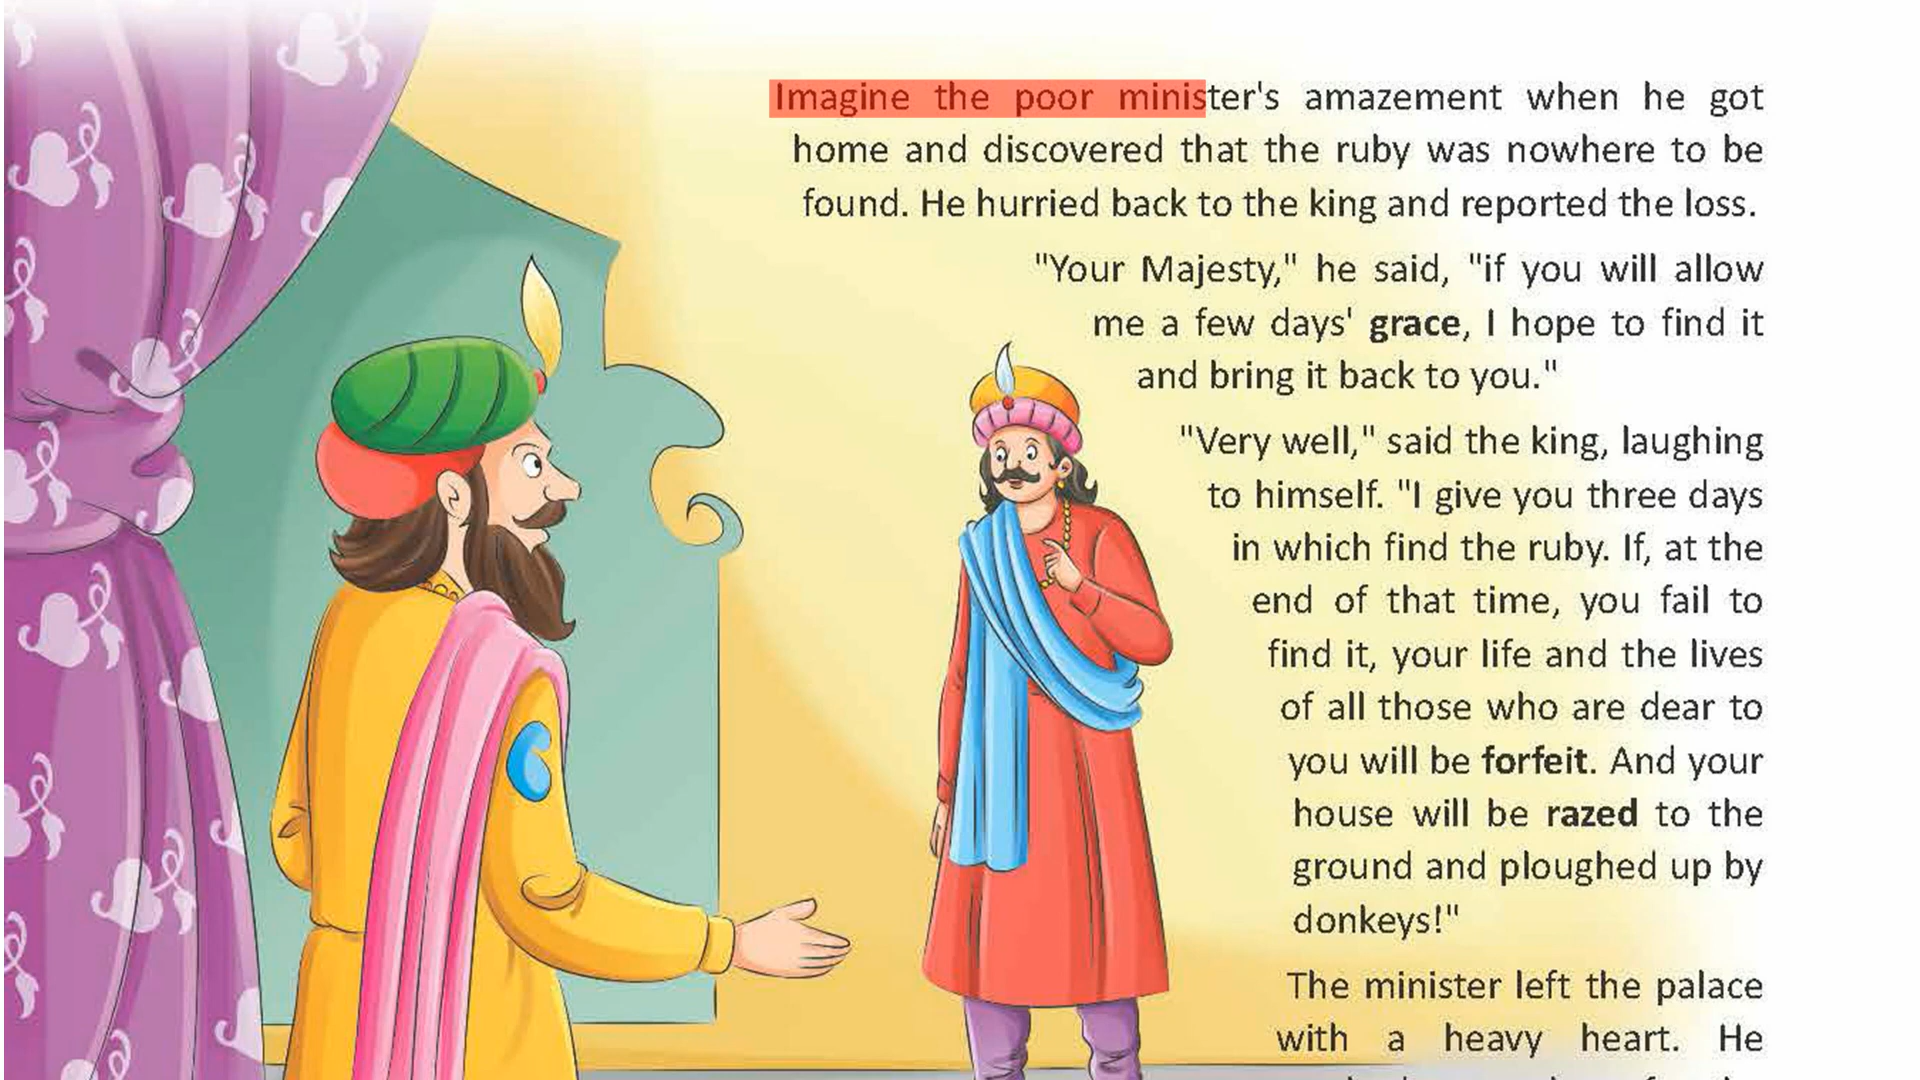 Imagine the poor minister's amazement when he got
home and discovered that the ruby was nowhere to be
found. He hurried back to the king and reported the loss.
"Your Majesty," he said, "if you will allow
me a few days' grace, I hope to find it
and bring it back to you."
"Very well," said the king, laughing
to himself. "I give you three days
in which find the ruby. If, at the
end of that time, you fail to
find it, your life and the lives
of all those who are dear to
you will be forfeit. And your
house will be razed to the
ground and ploughed up by
donkeys!"
The minister left the palace
with a heavy heart. He